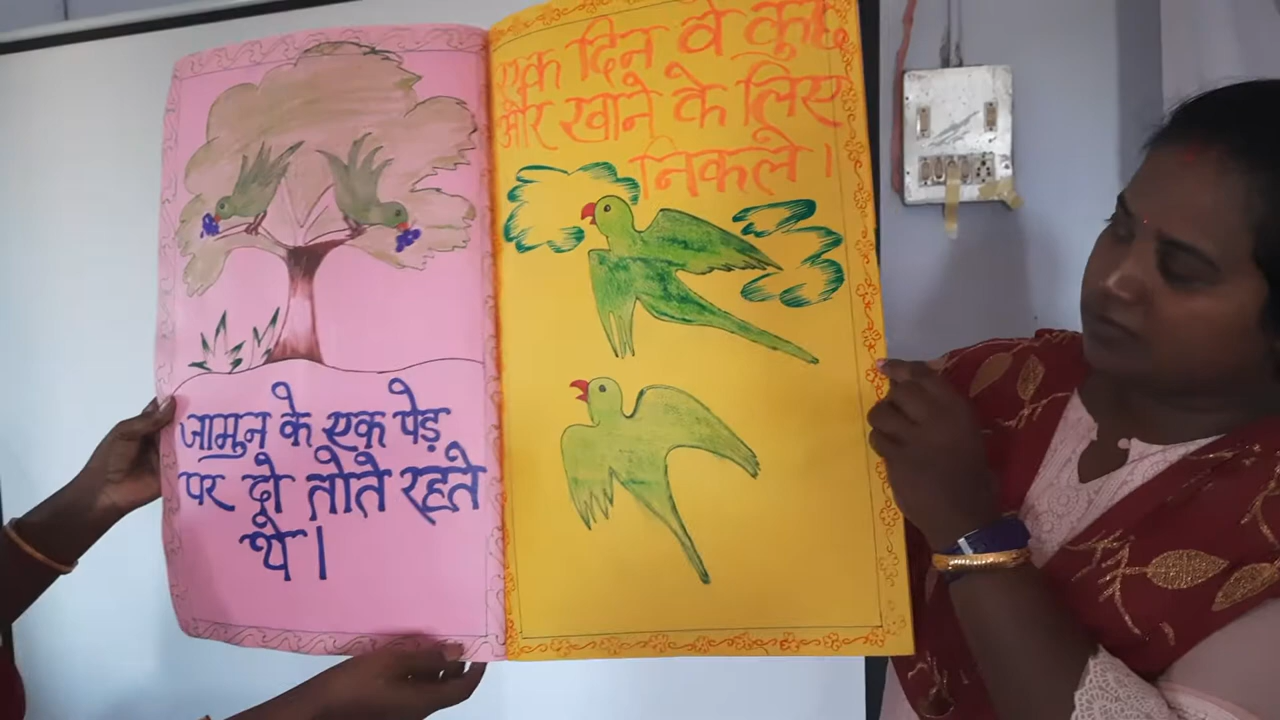 जामुन के एक पेड़
पर दो तोते रहते
थे।
एक दिन वे कुछ
और खाने के लिए
निकले।